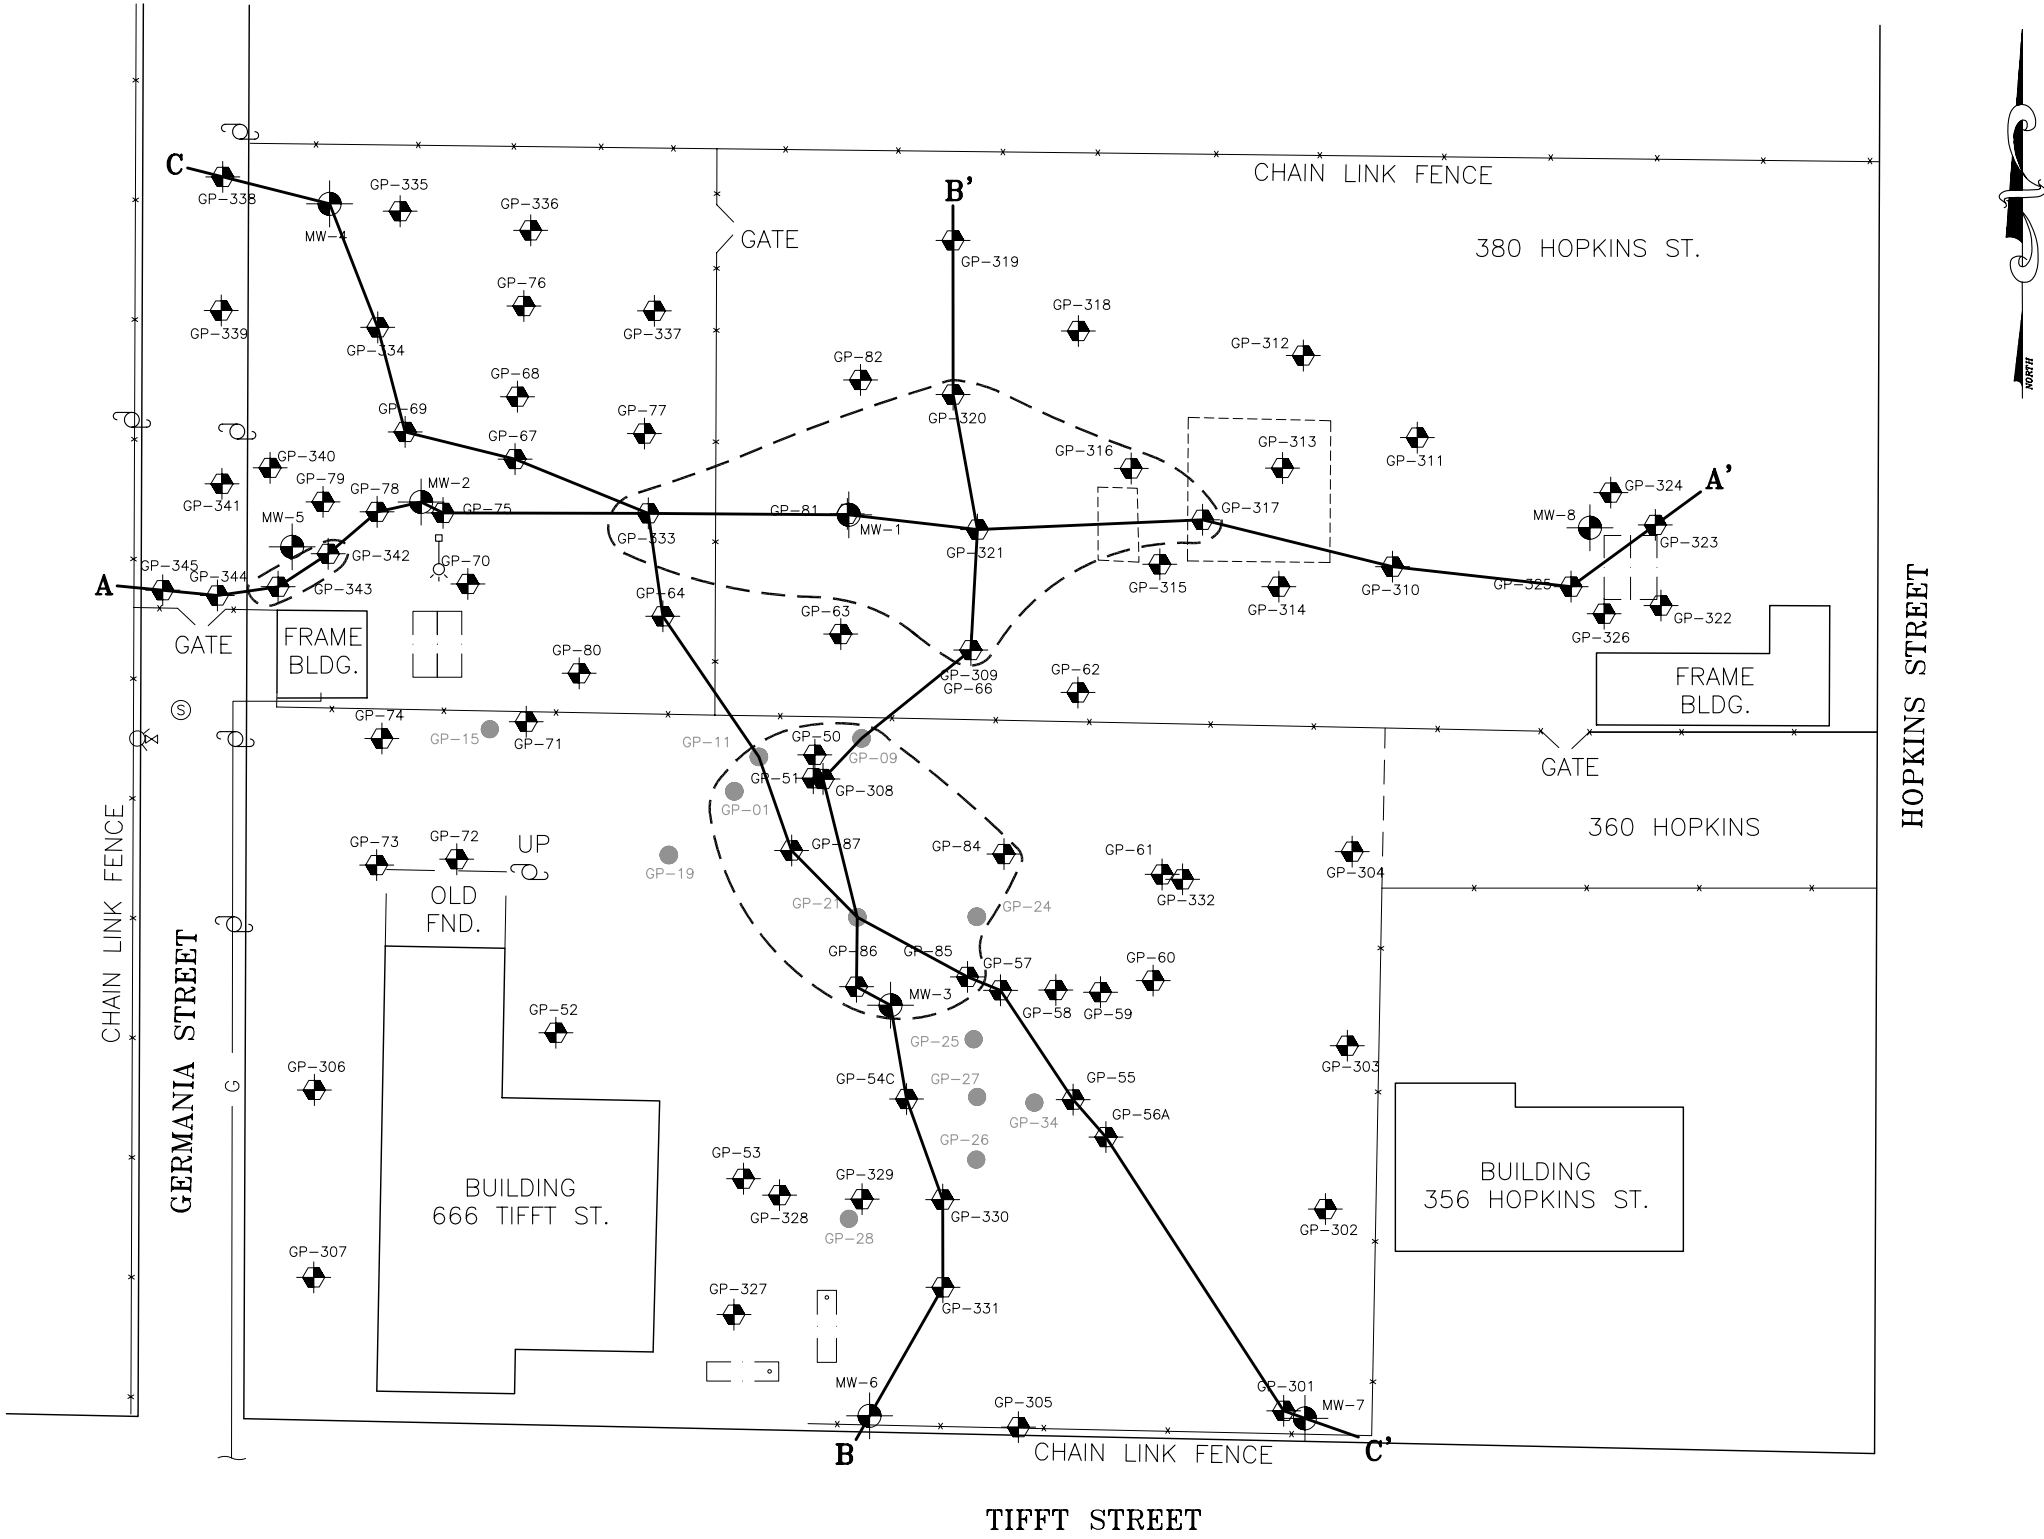 C
GP-338
MW-4
GP-335
GP-336
GATE
B'
GP-319
CHAIN LINK FENCE
380 HOPKINS ST.
NORTH
GP-339
GP-334
GP-76
GP-337
GP-318
GP-312
GP-82
GP-68
GP-320
GP-69
GP-67
GP-77
GP-316
GP-313
GP-311
GP-340
GP-341
GP-79
GP-78
MW-2
GP-75
MW-5
GP-342
GP-333
GP-81
MW-1
GP-321
GP-317
GP-324
A'
MW-8
GP-323
A
GP-345
GP-344
GP-343
GP-70
GP-64
GP-63
GP-315
GP-314
GP-310
GP-325
GP-326
GP-322
GATE
FRAME
BLDG.
GP-80
GP-309
GP-66
GP-62
FRAME
BLDG.
HOPKINS STREET
S
GP-74
GP-15
GP-71
GP-11
GP-50
GP-09
GP-51
GP-308
GP-01
GATE
360 HOPKINS
CHAIN LINK FENCE
GP-73
GP-72
UP
GP-19
GP-87
GP-84
GP-61
GP-332
GP-304
OLD
FND.
GP-21
GP-24
GERMANIA STREET
GP-86
GP-85
GP-57
GP-60
MW-3
GP-58
GP-59
GP-52
GP-25
GP-303
G
GP-306
GP-54C
GP-27
GP-34
GP-55
GP-56A
GP-26
GP-53
GP-328
GP-329
GP-330
GP-28
GP-302
BUILDING
666 TIFFT ST.
BUILDING
356 HOPKINS ST.
GP-307
GP-327
GP-331
MW-6
GP-305
GP-301
MW-7
B
CHAIN LINK FENCE
C'
TIFFT STREET